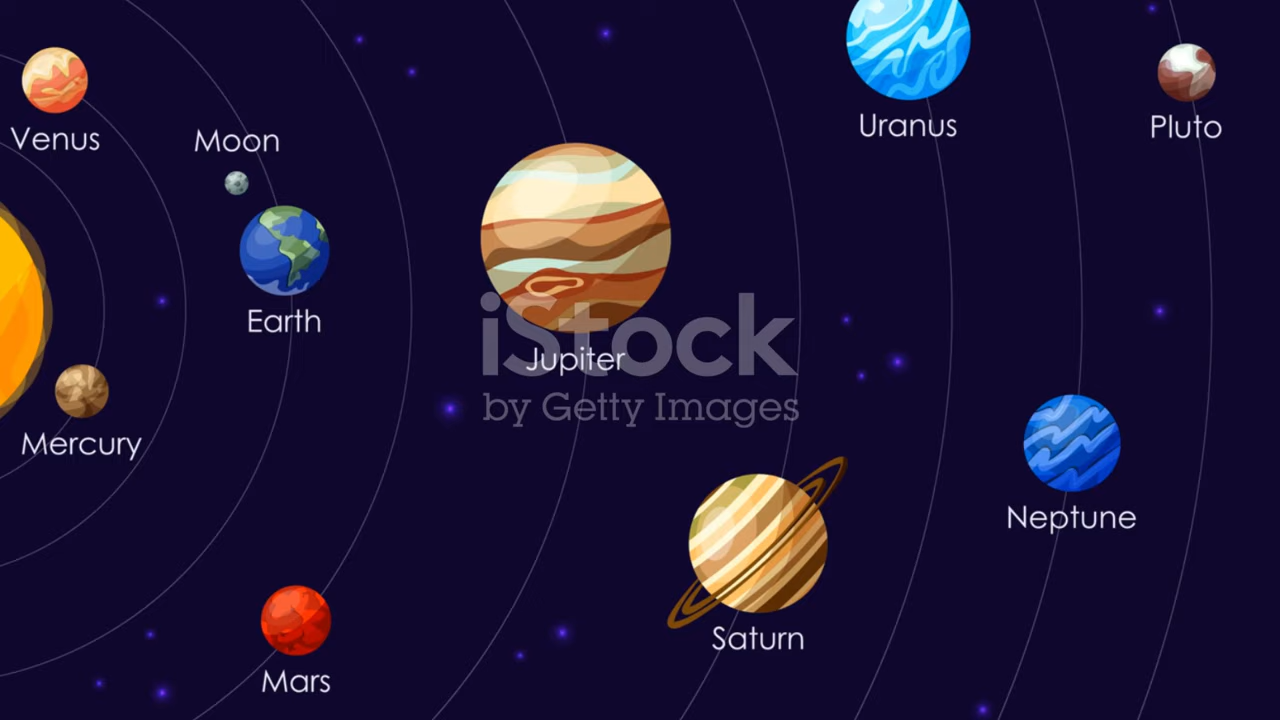 Venus
Moon
Uranus
Pluto
Earth
iStock
Jupiter
by Getty Images
Mercury
Neptune
Saturn
Mars